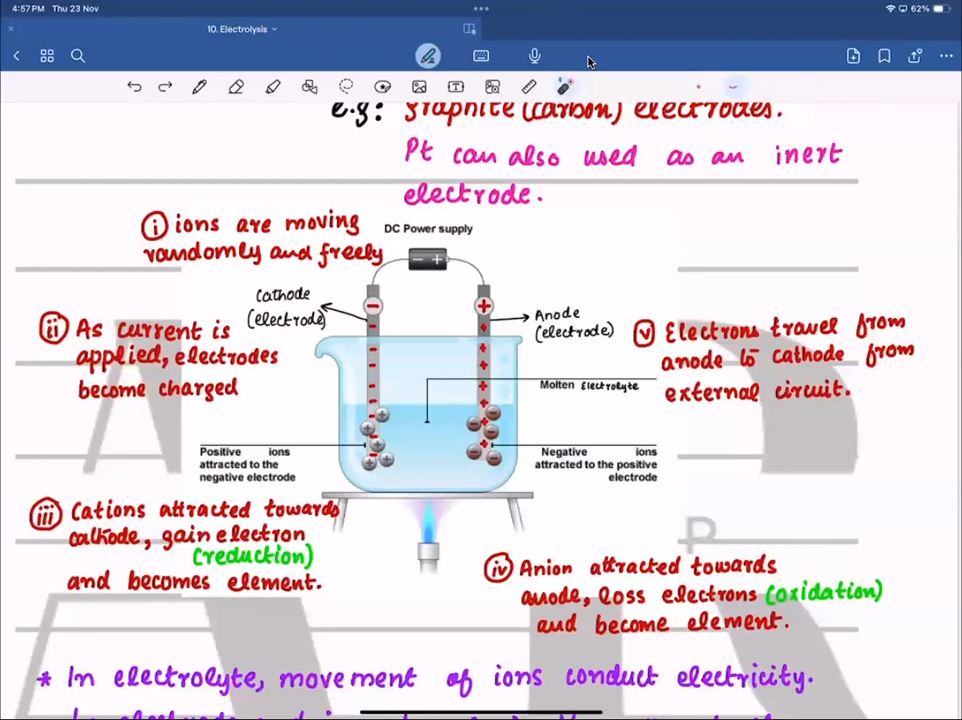 4:57 PM Thu 23 Nov
62%
10. Electrolysis
e.g: graphite (carbon) electrodes.
Pt can also used as an inert
electrode.
(i) ions are moving
randomly and freely
DC Power supply
Cathode
(electrode)
Anode
(electrode)
(ii) As current is
applied, electrodes
become charged
(v) Electrons travel from
anode to cathode from
external circuit.
Molten Electrolyte
Positive ions
attracted to the
negative electrode
Negative ions
attracted to the positive
electrode
(iii) Cations attracted towards
cathode, gain electron
(reduction)
and becomes element.
(iv) Anion attracted towards
anode, loss electrons (oxidation)
and become element.
* In electrolyte, movement of ions conduct electricity.